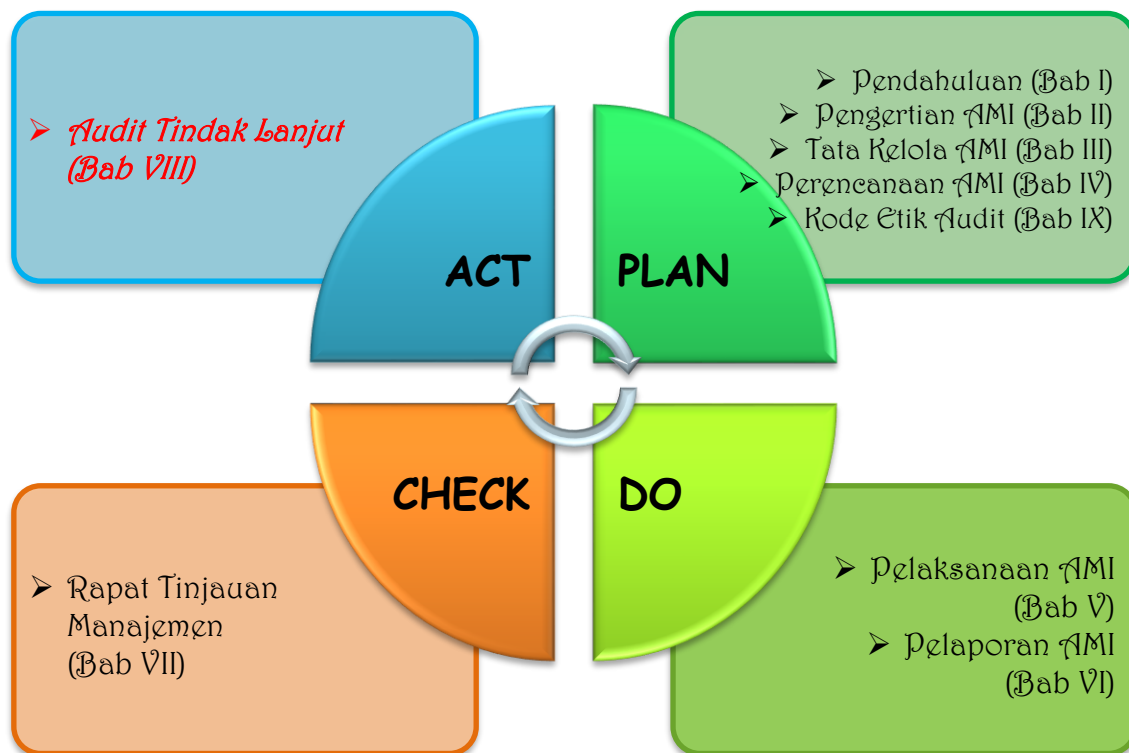 ➢ Audit Tindak Lanjut
(Bab VIII)
➢ Pendahuluan (Bab I)
➢ Pengertian AMI (Bab II)
➢ Tata Kelola AMI (Bab III)
➢ Perencanaan AMI (Bab IV)
➢ Kode Etik Audit (Bab IX)
ACT
PLAN
CHECK
DO
➢ Rapat Tinjauan
Manajemen
(Bab VII)
➢ Pelaksanaan AMI
(Bab V)
➢ Pelaporan AMI
(Bab VI)